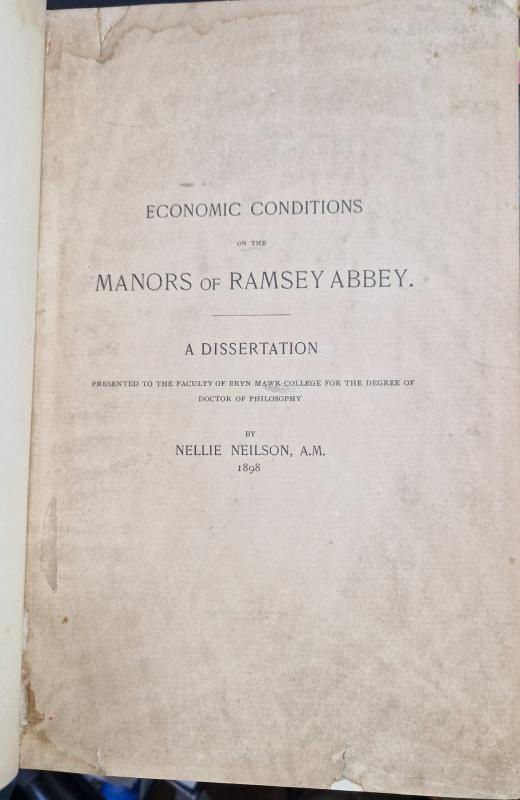 ECONOMIC CONDITIONS
ON THE
MANORS OF RAMSEY ABBEY.
A DISSERTATION
PRESENTED TO THE FACULTY OF BRYN MAWR COLLEGE FOR THE DEGREE OF
DOCTOR OF PHILOSOPHY
BY
NELLIE NEILSON, A.M.
1898